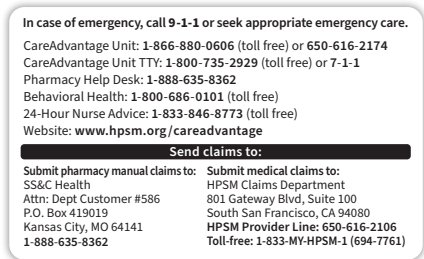 In case of emergency, call 9-1-1 or seek appropriate emergency care.
CareAdvantage Unit: 1-866-880-0606 (toll free) or 650-616-2174
CareAdvantage Unit TTY: 1-800-735-2929 (toll free) or 7-1-1
Pharmacy Help Desk: 1-888-635-8362
Behavioral Health: 1-800-686-0101 (toll free)
24-Hour Nurse Advice: 1-833-846-8773 (toll free)
Website: www.hpsm.org/careadvantage
Send claims to:
Submit pharmacy manual claims to:
SS&C Health
Attn: Dept Customer #586
P.O. Box 419019
Kansas City, MO 64141
1-888-635-8362
Submit medical claims to:
HPSM Claims Department
801 Gateway Blvd, Suite 100
South San Francisco, CA 94080
HPSM Provider Line: 650-616-2106
Toll-free: 1-833-MY-HPSM-1 (694-7761)